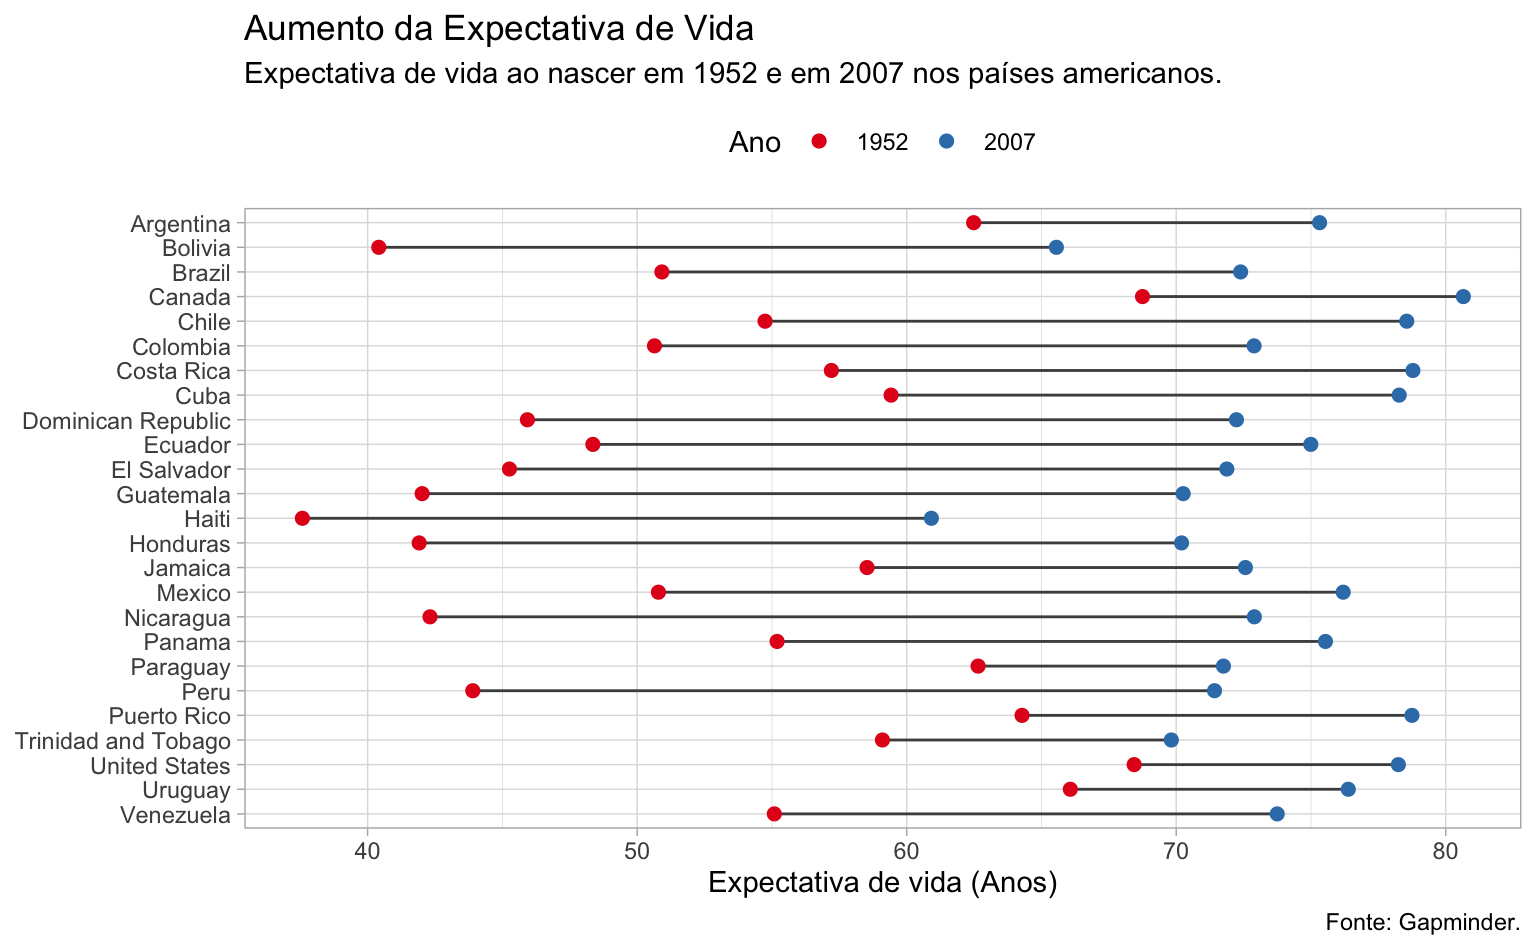 Aumento da Expectativa de Vida
Expectativa de vida ao nascer em 1952 e em 2007 nos países americanos.
Ano 1952 2007
Argentina
Bolivia
Brazil
Canada
Chile
Colombia
Costa Rica
Cuba
Dominican Republic
Ecuador
El Salvador
Guatemala
Haiti
Honduras
Jamaica
Mexico
Nicaragua
Panama
Paraguay
Peru
Puerto Rico
Trinidad and Tobago
United States
Uruguay
Venezuela
40 50 60 70 80
Expectativa de vida (Anos)
Fonte: Gapminder.